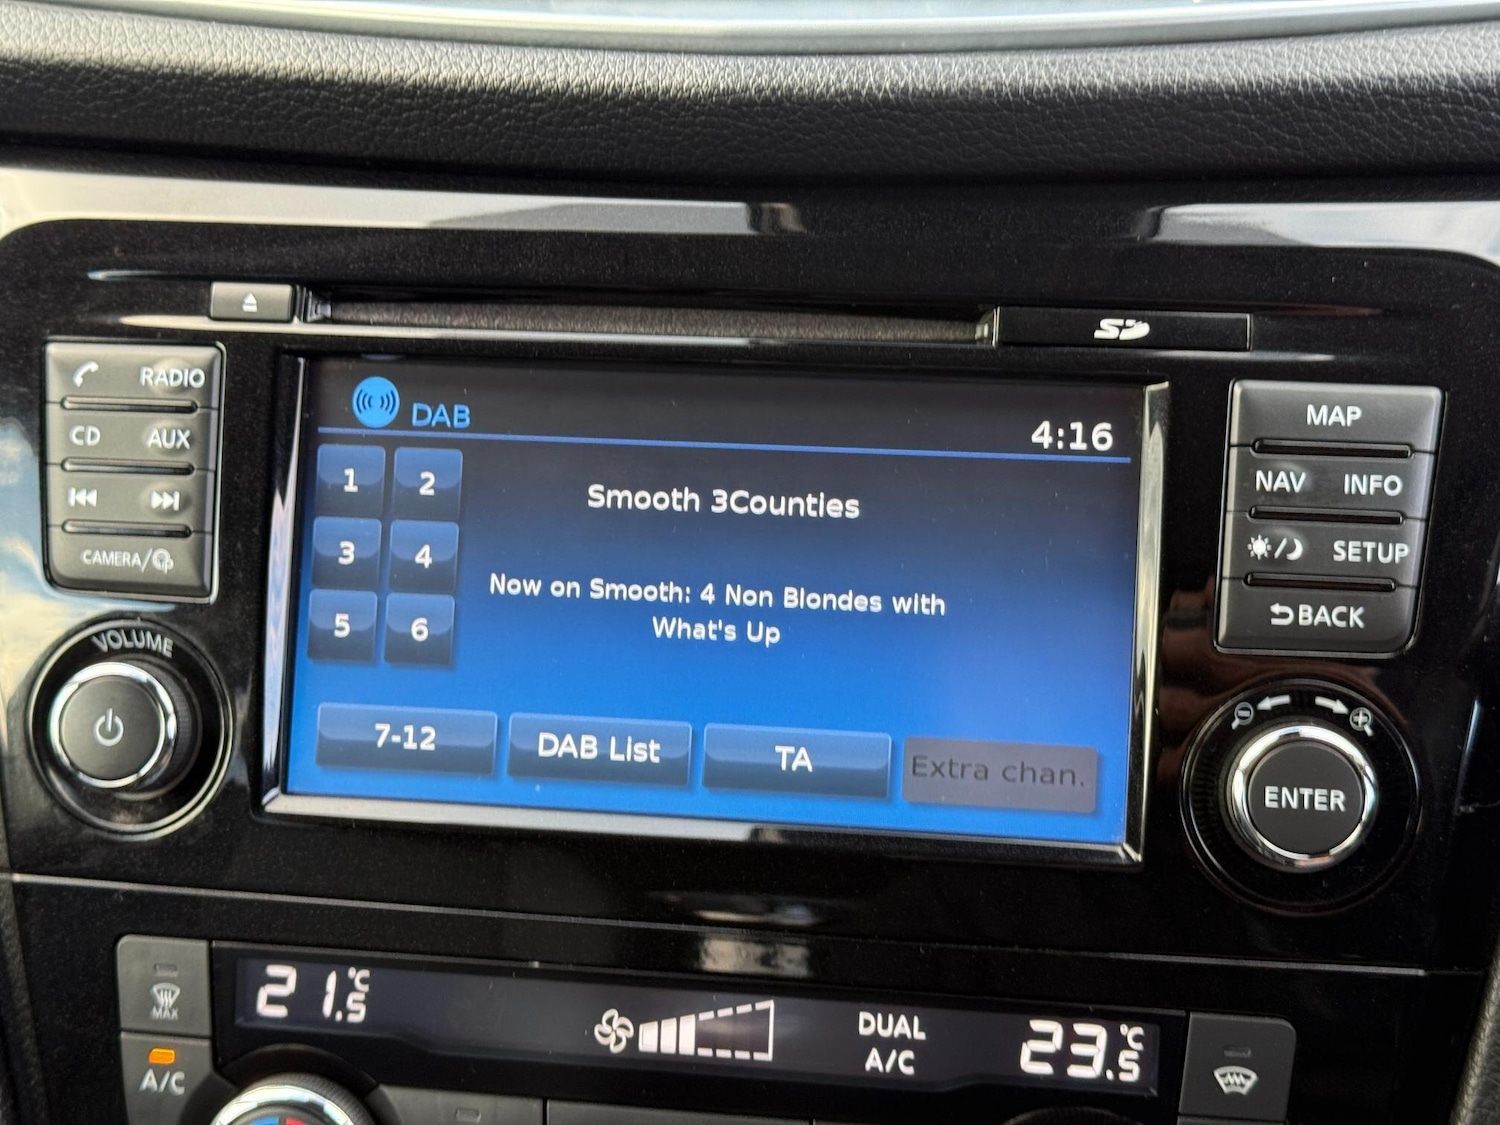 RADIO
CD AUX
CAMERA/
VOLUME
DAB
4:16
1 2
3 4
5 6
Smooth 3Counties
Now on Smooth: 4 Non Blondes with
What's Up
7-12
DAB List
TA
Extra chan.
SD
MAP
NAV INFO
SETUP
BACK
ENTER
MAX
A/C
21.5°C
DUAL
A/C
23.5°C